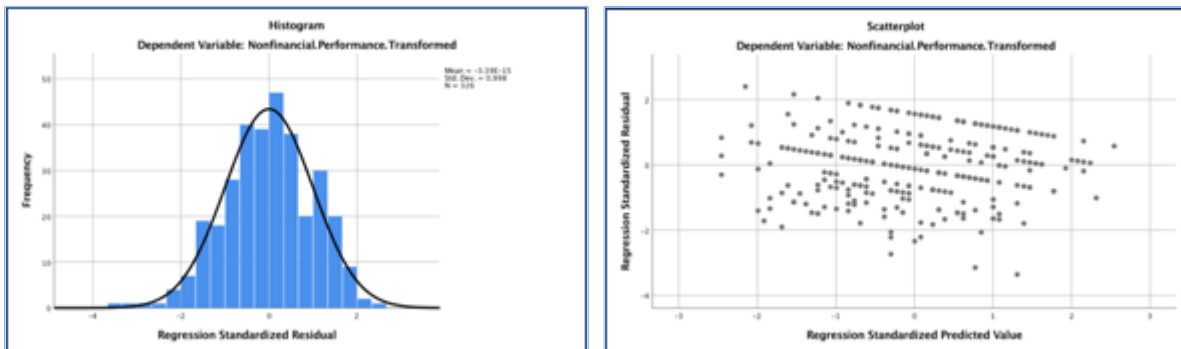 Histogram
Dependent Variable: Nonfinancial.Performance.Transformed
Mean = -3.39E-15
Std. Dev. = 0.998
N = 326
Frequency
50
40
30
20
10
0
-4
-2
0
2
Regression Standardized Residual
Scatterplot
Dependent Variable: Nonfinancial.Performance.Transformed
Regression Standardized Residual
2
0
-2
-4
-3
-2
-1
0
1
2
3
Regression Standardized Predicted Value